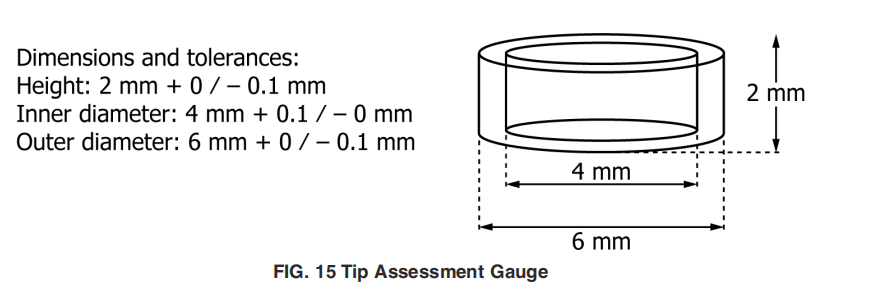 Dimensions and tolerances:
Height: 2 mm + 0 / – 0.1 mm
Inner diameter: 4 mm + 0.1 / – 0 mm
Outer diameter: 6 mm + 0 / – 0.1 mm
2 mm
4 mm
6 mm
FIG. 15 Tip Assessment Gauge